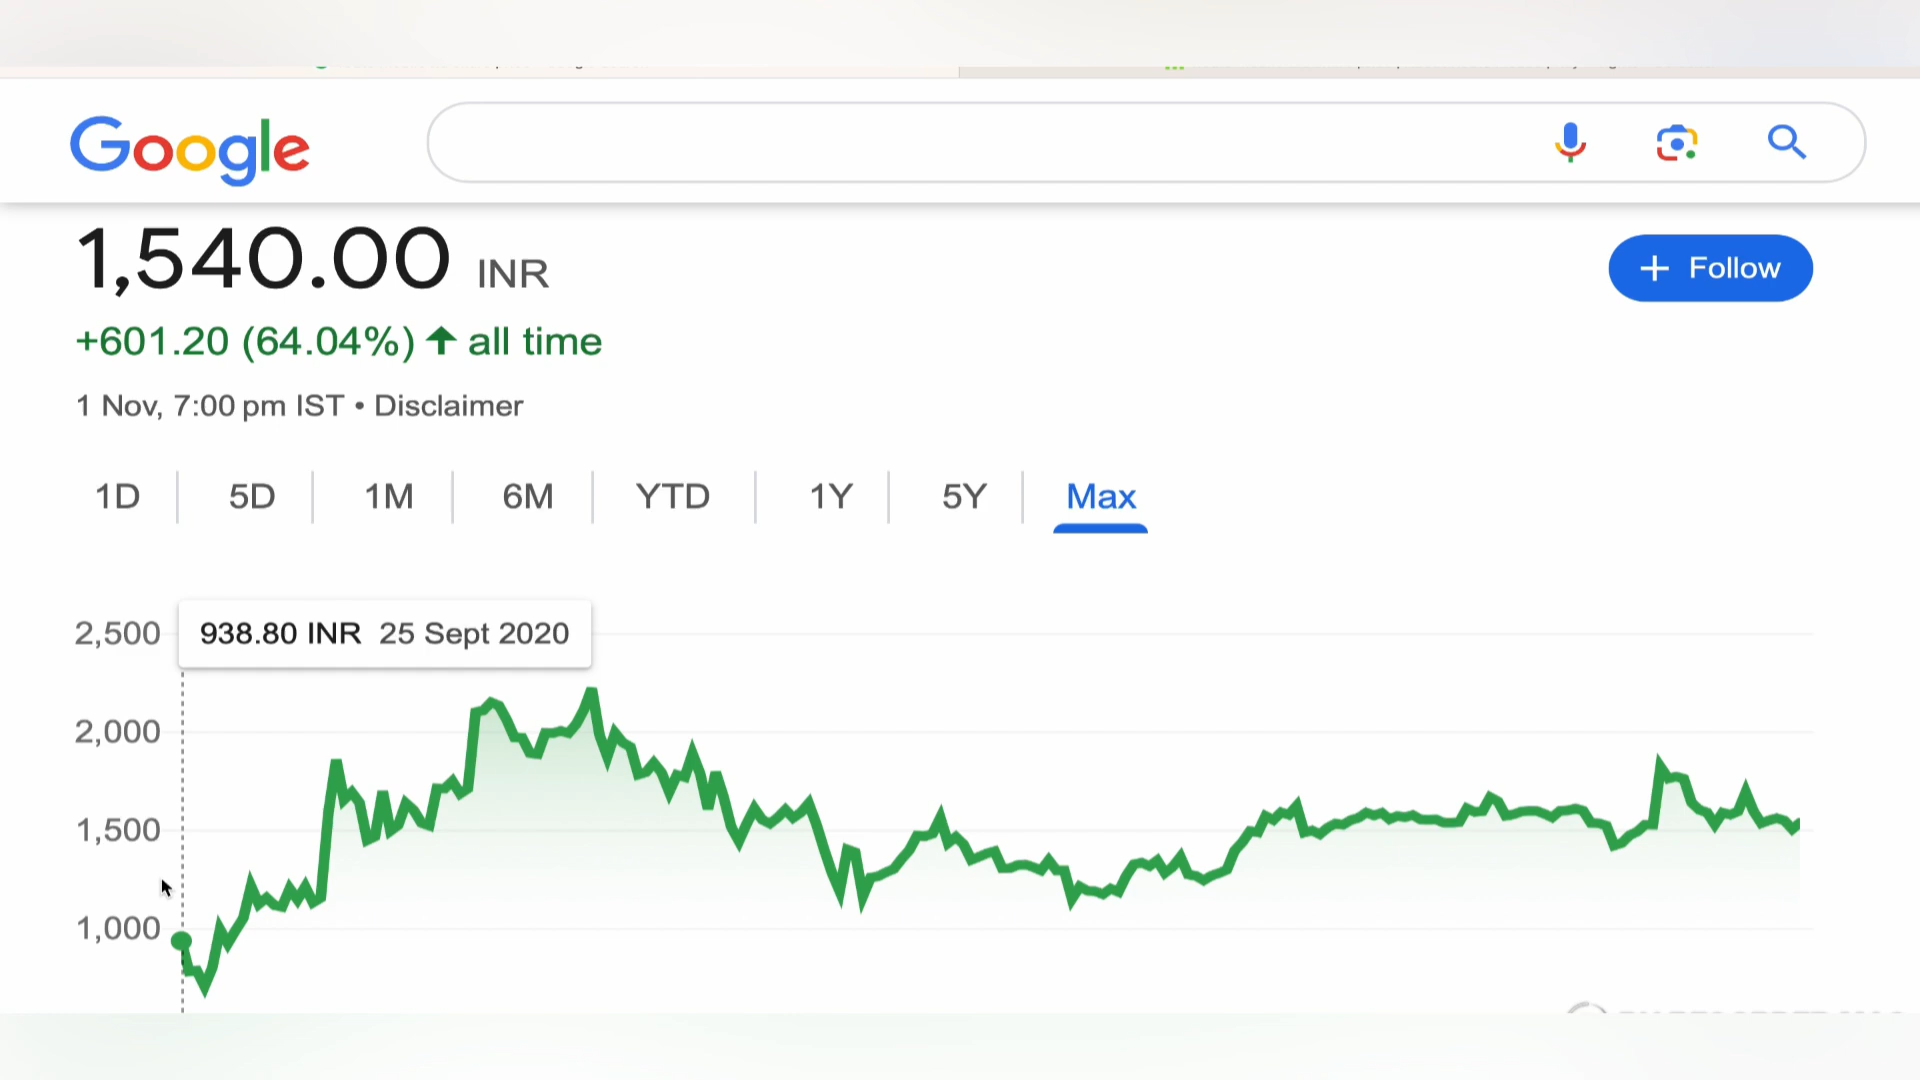 Google
1,540.00 INR
+ Follow
+601.20 (64.04%) ↑ all time
1 Nov, 7:00 pm IST • Disclaimer
1D 5D 1M 6M YTD 1Y 5Y Max
938.80 INR 25 Sept 2020
2,500
2,000
1,500
1,000